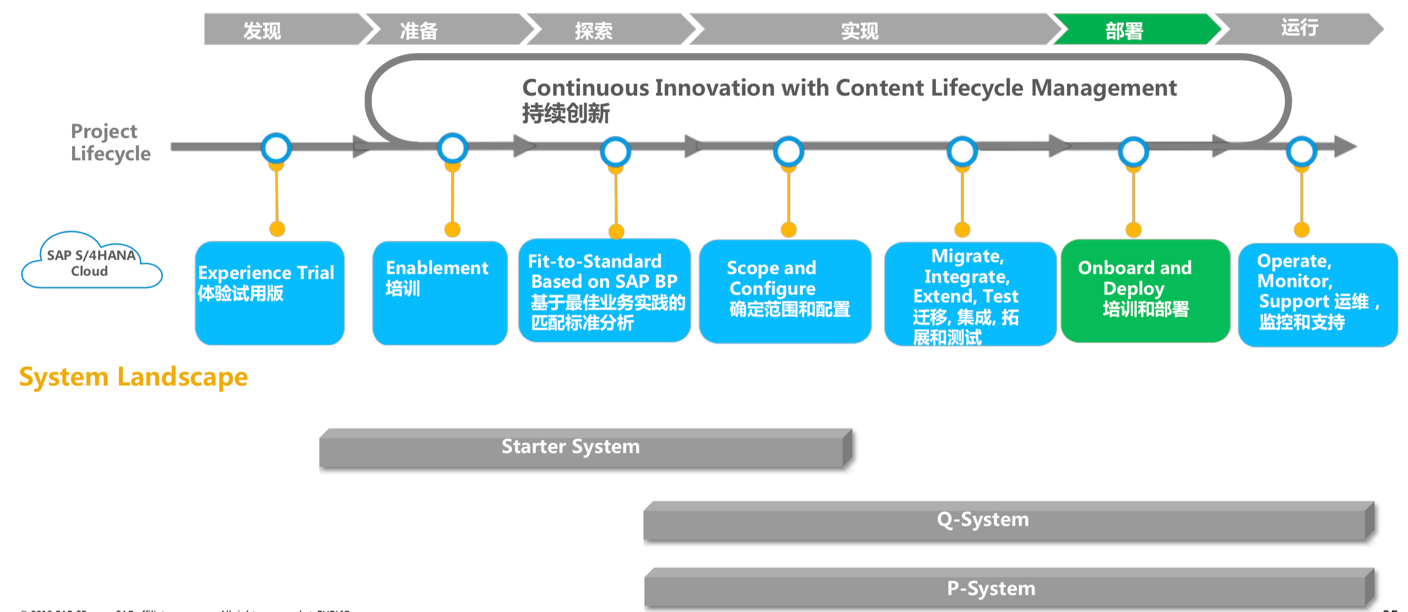 发现
准备
探索
实现
部署
运行
Continuous Innovation with Content Lifecycle Management
持续创新
Project
Lifecycle
SAP S/4HANA
Cloud
Experience Trial
体验试用版
Enablement
培训
Fit-to-Standard
Based on SAP BP
基于最佳业务实践的
匹配标准分析
Scope and
Configure
确定范围和配置
Migrate,
Integrate,
Extend, Test
迁移, 集成, 拓
展和测试
Onboard and
Deploy
培训和部署
Operate,
Monitor,
Support 运维，
监控和支持
System Landscape
Starter System
Q-System
P-System